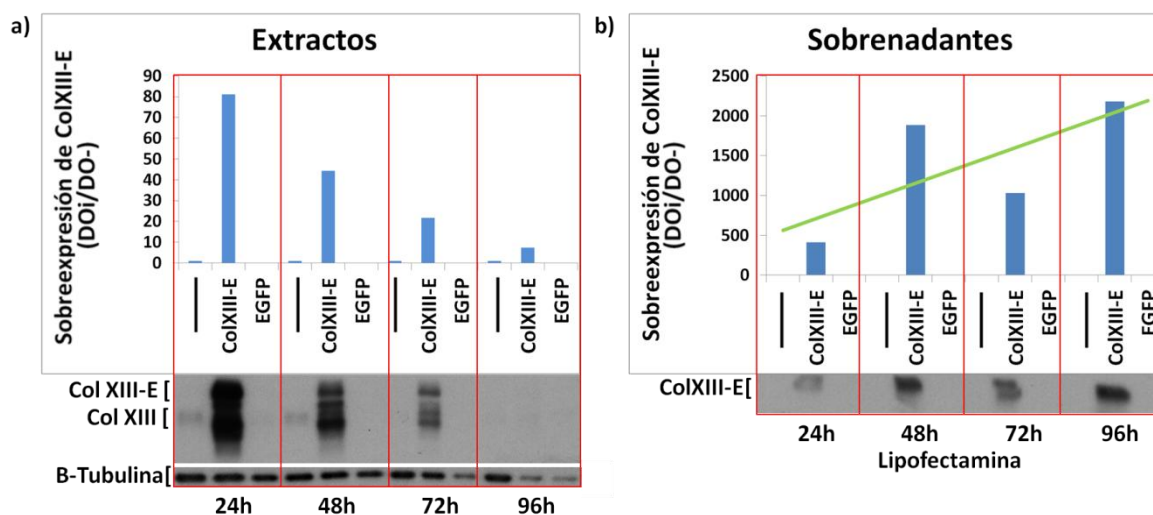 a)
Extractos
Sobreexpresión de ColXIII-E
(DOi/DO-)
90
80
70
60
50
40
30
20
10
0
ColXIII-E
EGFP
ColXIII-E
EGFP
ColXIII-E
EGFP
ColXIII-E
EGFP
Col XIII-E [
Col XIII [
B-Tubulina[
24h 48h 72h 96h
b)
Sobrenadantes
Sobreexpresión de ColXIII-E
(DOi/DO-)
2500
2000
1500
1000
500
0
ColXIII-E
EGFP
ColXIII-E
EGFP
ColXIII-E
EGFP
ColXIII-E
EGFP
ColXIII-E[
24h 48h 72h 96h
Lipofectamina